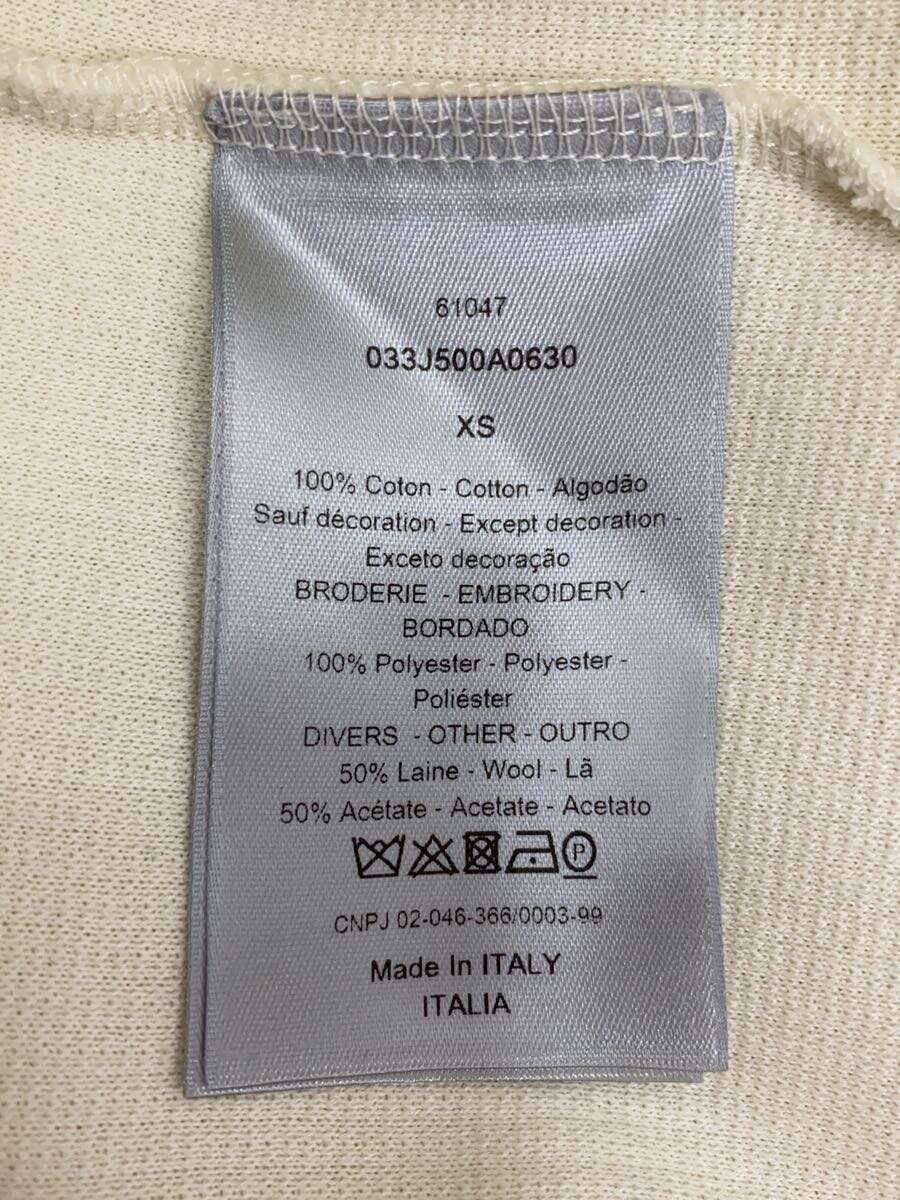 61047
033J500A0630
XS
100% Coton - Cotton - Algodão
Sauf décoration - Except decoration -
Exceto decoração
BRODERIE - EMBROIDERY -
BORDADO
100% Polyester - Polyester -
Poliéster
DIVERS - OTHER - OUTRO
50% Laine - Wool - Lã
50% Acétate - Acetate - Acetato
P
CNPJ 02-046-366/0003-99
Made In ITALY
ITALIA